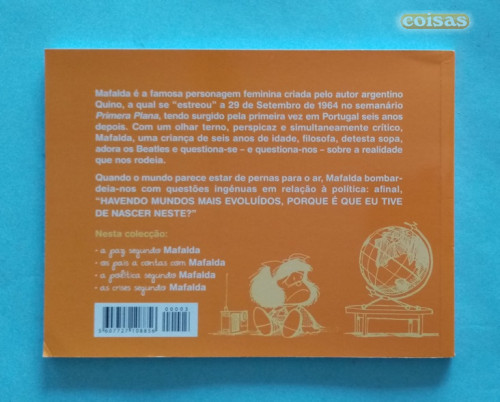 coisas
Mafalda é a famosa personagem feminina criada pelo autor argentino
Quino, a qual se “estreou” a 29 de Setembro de 1964 no semanário
Primera Plana, tendo surgido pela primeira vez em Portugal seis anos
depois. Com um olhar terno, perspicaz e simultaneamente crítico,
Mafalda, uma criança de seis anos de idade, filosofa, detesta sopa,
adora os Beatles e questiona-se – e questiona-nos – sobre a realidade
que nos rodeia.
Quando o mundo parece estar de pernas para o ar, Mafalda bombar-
deia-nos com questões ingénuas em relação à política: afinal,
“HAVENDO MUNDOS MAIS EVOLUÍDOS, PORQUE É QUE EU TIVE
DE NASCER NESTE?”
Nesta colecção:
- a paz segundo Mafalda
- os pais a contas com Mafalda
- a política segundo Mafalda
- as crises segundo Mafalda